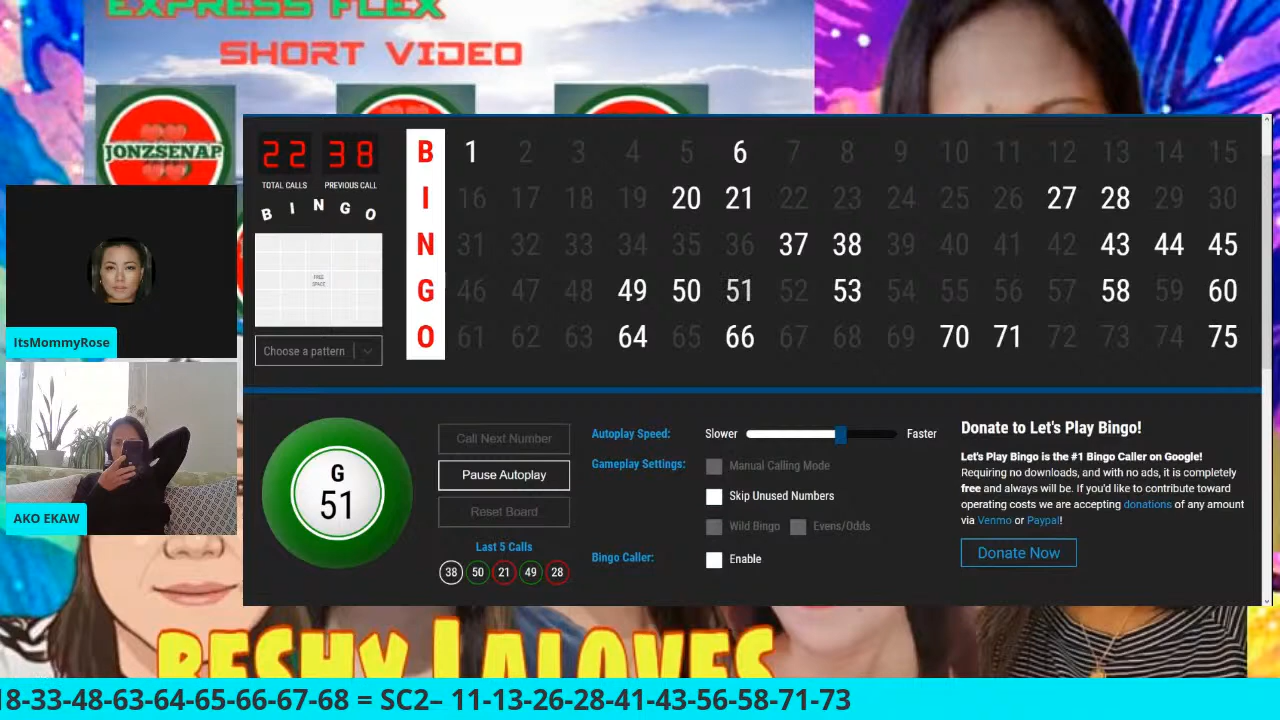 EXPRESS FLEX
SHORT VIDEO
JONZSENAP
22 38
TOTAL CALLS PREVIOUS CALL
B I N G O
FREE
SPACE
Choose a pattern
B 1 2 3 4 5 6 7 8 9 10 11 12 13 14 15
I 16 17 18 19 20 21 22 23 24 25 26 27 28 29 30
N 31 32 33 34 35 36 37 38 39 40 41 42 43 44 45
G 46 47 48 49 50 51 52 53 54 55 56 57 58 59 60
O 61 62 63 64 65 66 67 68 69 70 71 72 73 74 75
ItsMommyRose
AKO EKAW
G
51
Call Next Number
Pause Autoplay
Reset Board
Last 5 Calls
38 50 21 49 28
Autoplay Speed: Slower Faster
Gameplay Settings: Manual Calling Mode
Skip Unused Numbers
Wild Bingo Evens/Odds
Bingo Caller: Enable
Donate to Let's Play Bingo!
Let's Play Bingo is the #1 Bingo Caller on Google!
Requiring no downloads, and with no ads, it is completely
free and always will be. If you'd like to contribute toward
operating costs we are accepting donations of any amount
via Venmo or Paypal!
Donate Now
BESHY LALOVES
18-33-48-63-64-65-66-67-68 = SC2– 11-13-26-28-41-43-56-58-71-73